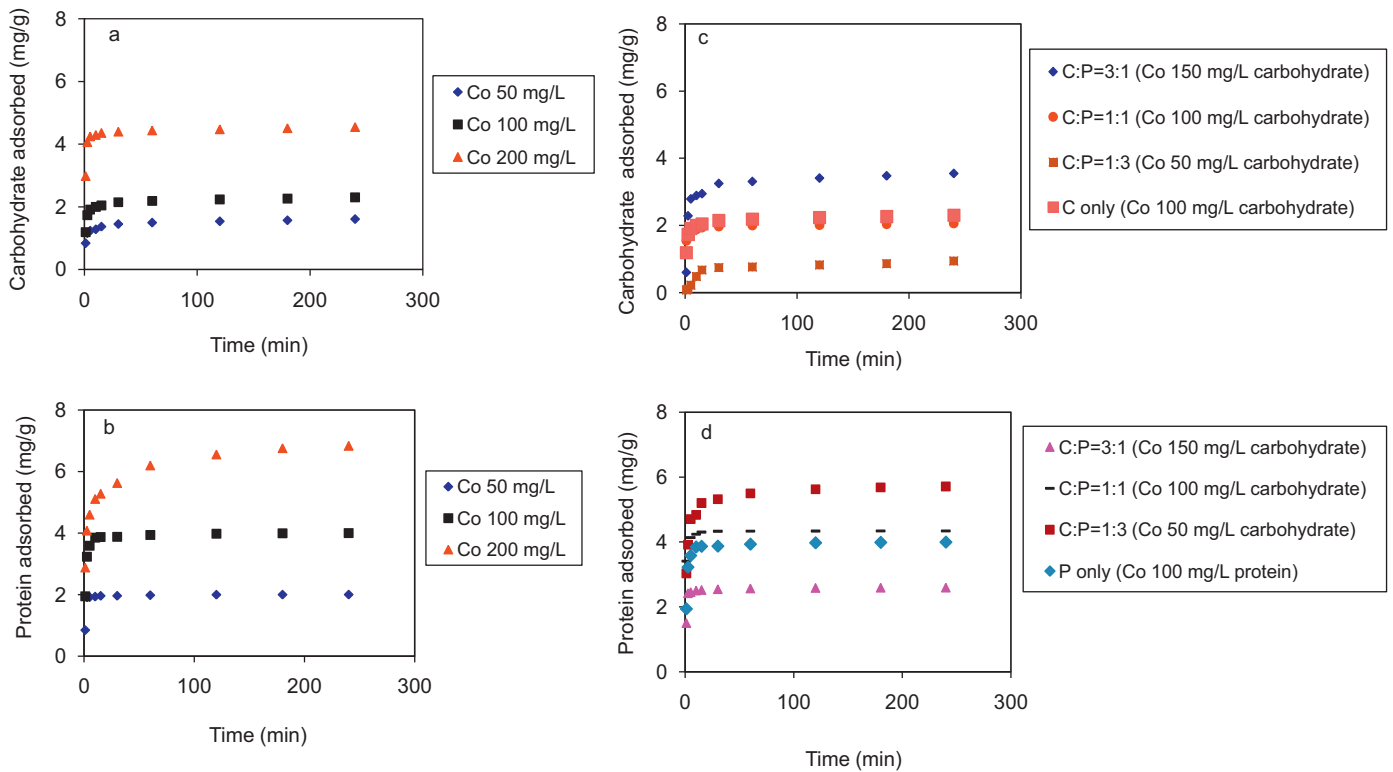 a
8
6
4
2
0
0
100
200
300
Carbohydrate adsorbed (mg/g)
Time (min)
Co 50 mg/L
Co 100 mg/L
Co 200 mg/L
c
8
6
4
2
0
0
100
200
300
Carbohydrate adsorbed (mg/g)
Time (min)
C:P=3:1 (Co 150 mg/L carbohydrate)
C:P=1:1 (Co 100 mg/L carbohydrate)
C:P=1:3 (Co 50 mg/L carbohydrate)
C only (Co 100 mg/L carbohydrate)
b
8
6
4
2
0
0
100
200
300
Protein adsorbed (mg/g)
Time (min)
Co 50 mg/L
Co 100 mg/L
Co 200 mg/L
d
8
6
4
2
0
0
100
200
300
Protein adsorbed (mg/g)
Time (min)
C:P=3:1 (Co 150 mg/L carbohydrate)
C:P=1:1 (Co 100 mg/L carbohydrate)
C:P=1:3 (Co 50 mg/L carbohydrate)
P only (Co 100 mg/L protein)